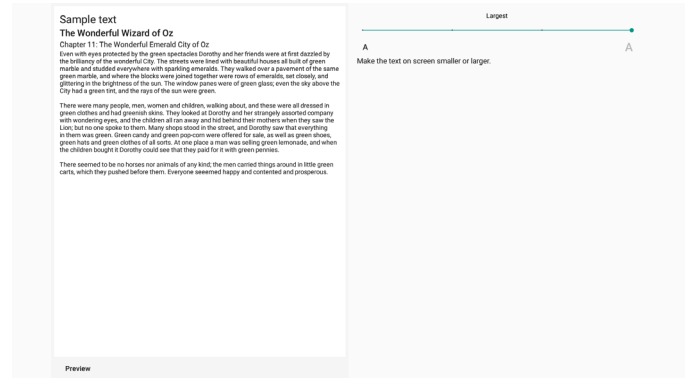 Sample text
The Wonderful Wizard of Oz
Chapter 11: The Wonderful Emerald City of Oz
Even with eyes protected by the green spectacles Dorothy and her friends were at first dazzled by
the brilliancy of the wonderful City. The streets were lined with beautiful houses all built of green
marble and studded everywhere with sparkling emeralds. They walked over a pavement of the same
green marble, and where the blocks were joined together were rows of emeralds, set closely, and
glittering in the brightness of the sun. The window panes were of green glass; even the sky above the
City had a green tint, and the rays of the sun were green.
There were many people, men, women and children, walking about, and these were all dressed in
green clothes and had greenish skins. They looked at Dorothy and her strangely assorted company
with wondering eyes, and the children all ran away and hid behind their mothers when they saw the
Lion; but no one spoke to them. Many shops stood in the street, and Dorothy saw that everything
in them was green. Green candy and green pop-corn were offered for sale, as well as green shoes,
green hats and green clothes of all sorts. At one place a man was selling green lemonade, and when
the children bought it Dorothy could see that they paid for it with green pennies.
There seemed to be no horses nor animals of any kind; the men carried things around in little green
carts, which they pushed before them. Everyone seeemed happy and contented and prosperous.
Preview
Largest
A A
Make the text on screen smaller or larger.